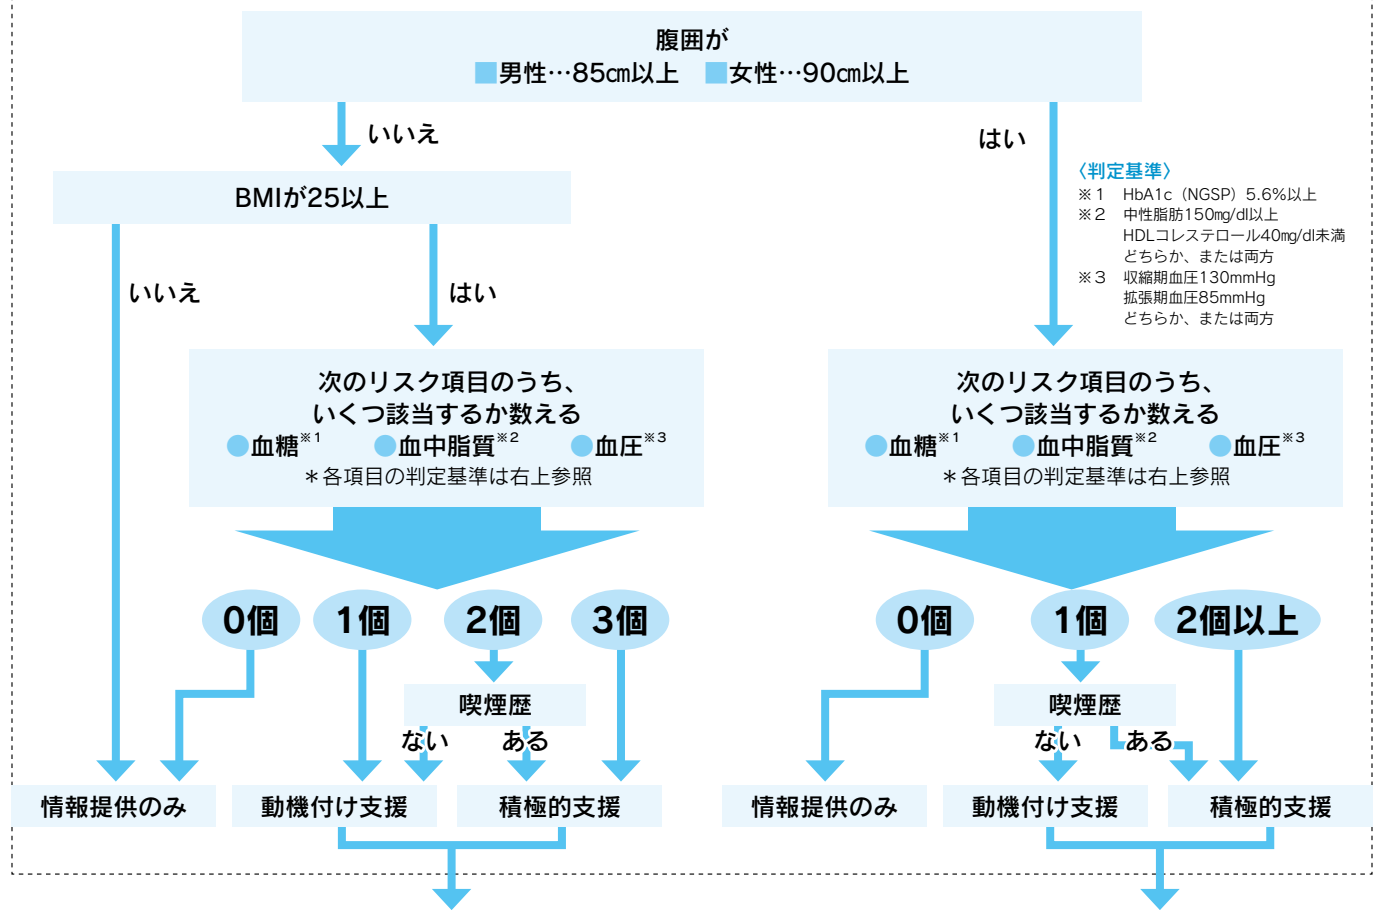 腹囲が
■男性…85㎝以上 ■女性…90㎝以上
いいえ
はい
BMIが25以上
〈判定基準〉
※1 HbA1c（NGSP）5.6%以上
※2 中性脂肪150㎎/dl以上
HDLコレステロール40㎎/dl未満
どちらか、または両方
※3 収縮期血圧130mmHg
拡張期血圧85mmHg
どちらか、または両方
いいえ
はい
次のリスク項目のうち、
いくつ該当するか数える
●血糖※1 ●血中脂質※2 ●血圧※3
＊各項目の判定基準は右上参照
次のリスク項目のうち、
いくつ該当するか数える
●血糖※1 ●血中脂質※2 ●血圧※3
＊各項目の判定基準は右上参照
0個 1個 2個 3個
0個 1個 2個以上
喫煙歴
ない ある
喫煙歴
ない ある
情報提供のみ 動機付け支援 積極的支援
情報提供のみ 動機付け支援 積極的支援